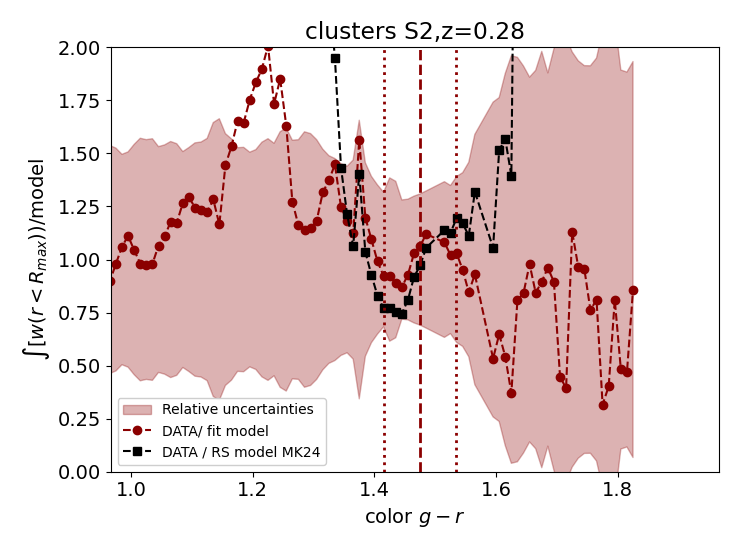 clusters S2,z=0.28
2.00
1.75
1.50
1.25
1.00
0.75
0.50
0.25
0.00
∫[w(r < R_{max}))/model
Relative uncertainties
DATA/ fit model
DATA / RS model MK24
1.0 1.2 1.4 1.6 1.8
color g − r